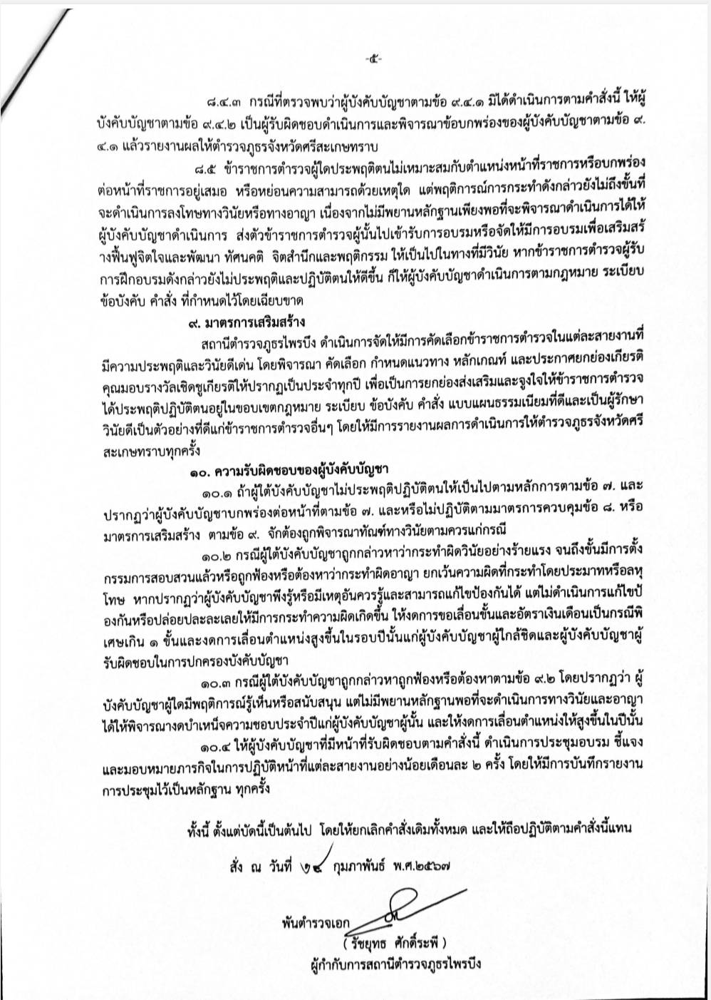 -๕-
๘.๔.๓ กรณีที่ตรวจพบว่าผู้บังคับบัญชาตามข้อ ๙.๔.๑ มิได้ดำเนินการตามคำสั่งนี้ ให้ผู้
บังคับบัญชาตามข้อ ๙.๔.๒ เป็นผู้รับผิดชอบดำเนินการและพิจารณาข้อบกพร่องของผู้บังคับบัญชาตามข้อ ๙.
๔.๑ แล้วรายงานผลให้ตำรวจภูธรจังหวัดศรีสะเกษทราบ
๘.๕ ข้าราชการตำรวจผู้ใดประพฤติตนไม่เหมาะสมกับตำแหน่งหน้าที่ราชการหรือบกพร่อง
ต่อหน้าที่ราชการอยู่เสมอ หรือหย่อนความสามารถด้วยเหตุใด แต่พฤติการณ์การกระทำดังกล่าวยังไม่ถึงขั้นที่
จะดำเนินการลงโทษทางวินัยหรือทางอาญา เนื่องจากไม่มีพยานหลักฐานเพียงพอที่จะพิจารณาดำเนินการได้ให้
ผู้บังคับบัญชาดำเนินการ ส่งตัวข้าราชการตำรวจผู้นั้นไปเข้ารับการอบรมหรือจัดให้มีการอบรมเพื่อเสริมสร้
างฟื้นฟูจิตใจและพัฒนา ทัศนคติ จิตสำนึกและพฤติกรรม ให้เป็นไปในทางที่มีวินัย หากข้าราชการตำรวจผู้รับ
การฝึกอบรมดังกล่าวยังไม่ประพฤติและปฏิบัติตนให้ดีขึ้น ก็ให้ผู้บังคับบัญชาดำเนินการตามกฎหมาย ระเบียบ
ข้อบังคับ คำสั่ง ที่กำหนดไว้โดยเฉียบขาด
๙. มาตรการเสริมสร้าง
สถานีตำรวจภูธรไพรบึง ดำเนินการจัดให้มีการคัดเลือกข้าราชการตำรวจในแต่ละสายงานที่
มีความประพฤติและวินัยดีเด่น โดยพิจารณา คัดเลือก กำหนดแนวทาง หลักเกณฑ์ และประกาศยกย่องเกียรติ
คุณมอบรางวัลเชิดชูเกียรติให้ปรากฏเป็นประจำทุกปี เพื่อเป็นการยกย่องส่งเสริมและจูงใจให้ข้าราชการตำรวจ
ได้ประพฤติปฏิบัติตนอยู่ในขอบเขตกฎหมาย ระเบียบ ข้อบังคับ คำสั่ง แบบแผนธรรมเนียมที่ดีและเป็นผู้รักษา
วินัยดีเป็นตัวอย่างที่ดีแก่ข้าราชการตำรวจอื่นๆ โดยให้มีการรายงานผลการดำเนินการให้ตำรวจภูธรจังหวัดศรี
สะเกษทราบทุกครั้ง
๑๐. ความรับผิดชอบของผู้บังคับบัญชา
๑๐.๑ ถ้าผู้ใต้บังคับบัญชาไม่ประพฤติปฏิบัติตนให้เป็นไปตามหลักการตามข้อ ๗. และ
ปรากฏว่าผู้บังคับบัญชาบกพร่องต่อหน้าที่ตามข้อ ๗. และหรือไม่ปฏิบัติตามมาตรการควบคุมข้อ ๘. หรือ
มาตรการเสริมสร้าง ตามข้อ ๙. จักต้องถูกพิจารณาทัณฑ์ทางวินัยตามควรแก่กรณี
๑๐.๒ กรณีผู้ใต้บังคับบัญชาถูกกล่าวหาว่ากระทำผิดวินัยอย่างร้ายแรง จนถึงขั้นมีการตั้ง
กรรมการสอบสวนแล้วหรือถูกฟ้องหรือต้องหาว่ากระทำผิดอาญา ยกเว้นความผิดที่กระทำโดยประมาทหรือลหุ
โทษ หากปรากฏว่าผู้บังคับบัญชาพึงรู้หรือมีเหตุอันควรรู้และสามารถแก้ไขป้องกันได้ แต่ไม่ดำเนินการแก้ไขป้
องกันหรือปล่อยปละละเลยให้มีการกระทำความผิดเกิดขึ้น ให้งดการขอเลื่อนขั้นและอัตราเงินเดือนเป็นกรณีพิ
เศษเกิน ๑ ขั้นและงดการเลื่อนตำแหน่งสูงขึ้นในรอบปีนั้นแก่ผู้บังคับบัญชาผู้ใกล้ชิดและผู้บังคับบัญชาผู้
รับผิดชอบในการปกครองบังคับบัญชา
๑๐.๓ กรณีผู้ใต้บังคับบัญชาถูกกล่าวหาถูกฟ้องหรือต้องหาตามข้อ ๙.๒ โดยปรากฏว่า ผู้
บังคับบัญชาผู้ใดมีพฤติการณ์รู้เห็นหรือสนับสนุน แต่ไม่มีพยานหลักฐานพอที่จะดำเนินการทางวินัยและอาญา
ได้ให้พิจารณางดบำเหน็จความชอบประจำปีแก่ผู้บังคับบัญชาผู้นั้น และให้งดการเลื่อนตำแหน่งให้สูงขึ้นในปีนั้น
๑๐.๔ ให้ผู้บังคับบัญชาที่มีหน้าที่รับผิดชอบตามคำสั่งนี้ ดำเนินการประชุมอบรม ชี้แจง
และมอบหมายภารกิจในการปฏิบัติหน้าที่แต่ละสายงานอย่างน้อยเดือนละ ๒ ครั้ง โดยให้มีการบันทึกรายงาน
การประชุมไว้เป็นหลักฐาน ทุกครั้ง
ทั้งนี้ ตั้งแต่บัดนี้เป็นต้นไป โดยให้ยกเลิกคำสั่งเดิมทั้งหมด และให้ถือปฏิบัติตามคำสั่งนี้แทน
สั่ง ณ วันที่ กุมภาพันธ์ พ.ศ.๒๕๖๗
พันตำรวจเอก
( รัชยุทธ ศักดิ์ระพี )
ผู้กำกับการสถานีตำรวจภูธรไพรบึง